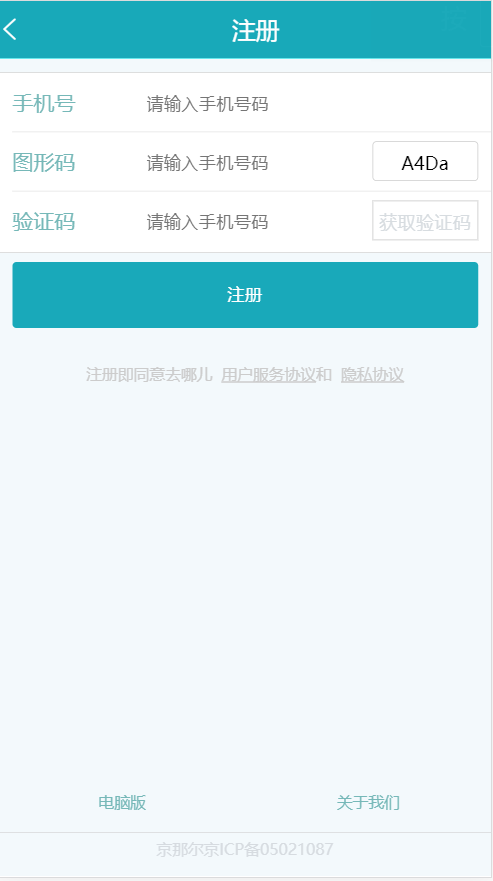 注册
手机号 请输入手机号码
图形码 请输入手机号码 A4Da
验证码 请输入手机号码 获取验证码
注册
注册即同意去哪儿 用户服务协议和 隐私协议
电脑版 关于我们
京那尔京ICP备05021087